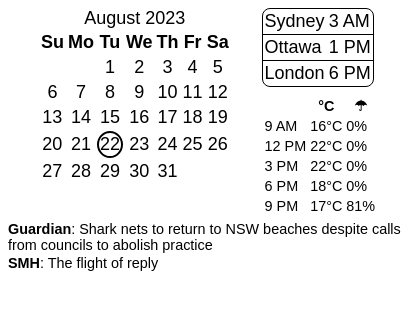 August 2023
Su Mo Tu We Th Fr Sa
1 2 3 4 5
6 7 8 9 10 11 12
13 14 15 16 17 18 19
20 21 22 23 24 25 26
27 28 29 30 31
Sydney 3 AM
Ottawa 1 PM
London 6 PM
°C ☂
9 AM 16°C 0%
12 PM 22°C 0%
3 PM 22°C 0%
6 PM 18°C 0%
9 PM 17°C 81%
Guardian: Shark nets to return to NSW beaches despite calls
from councils to abolish practice
SMH: The flight of reply